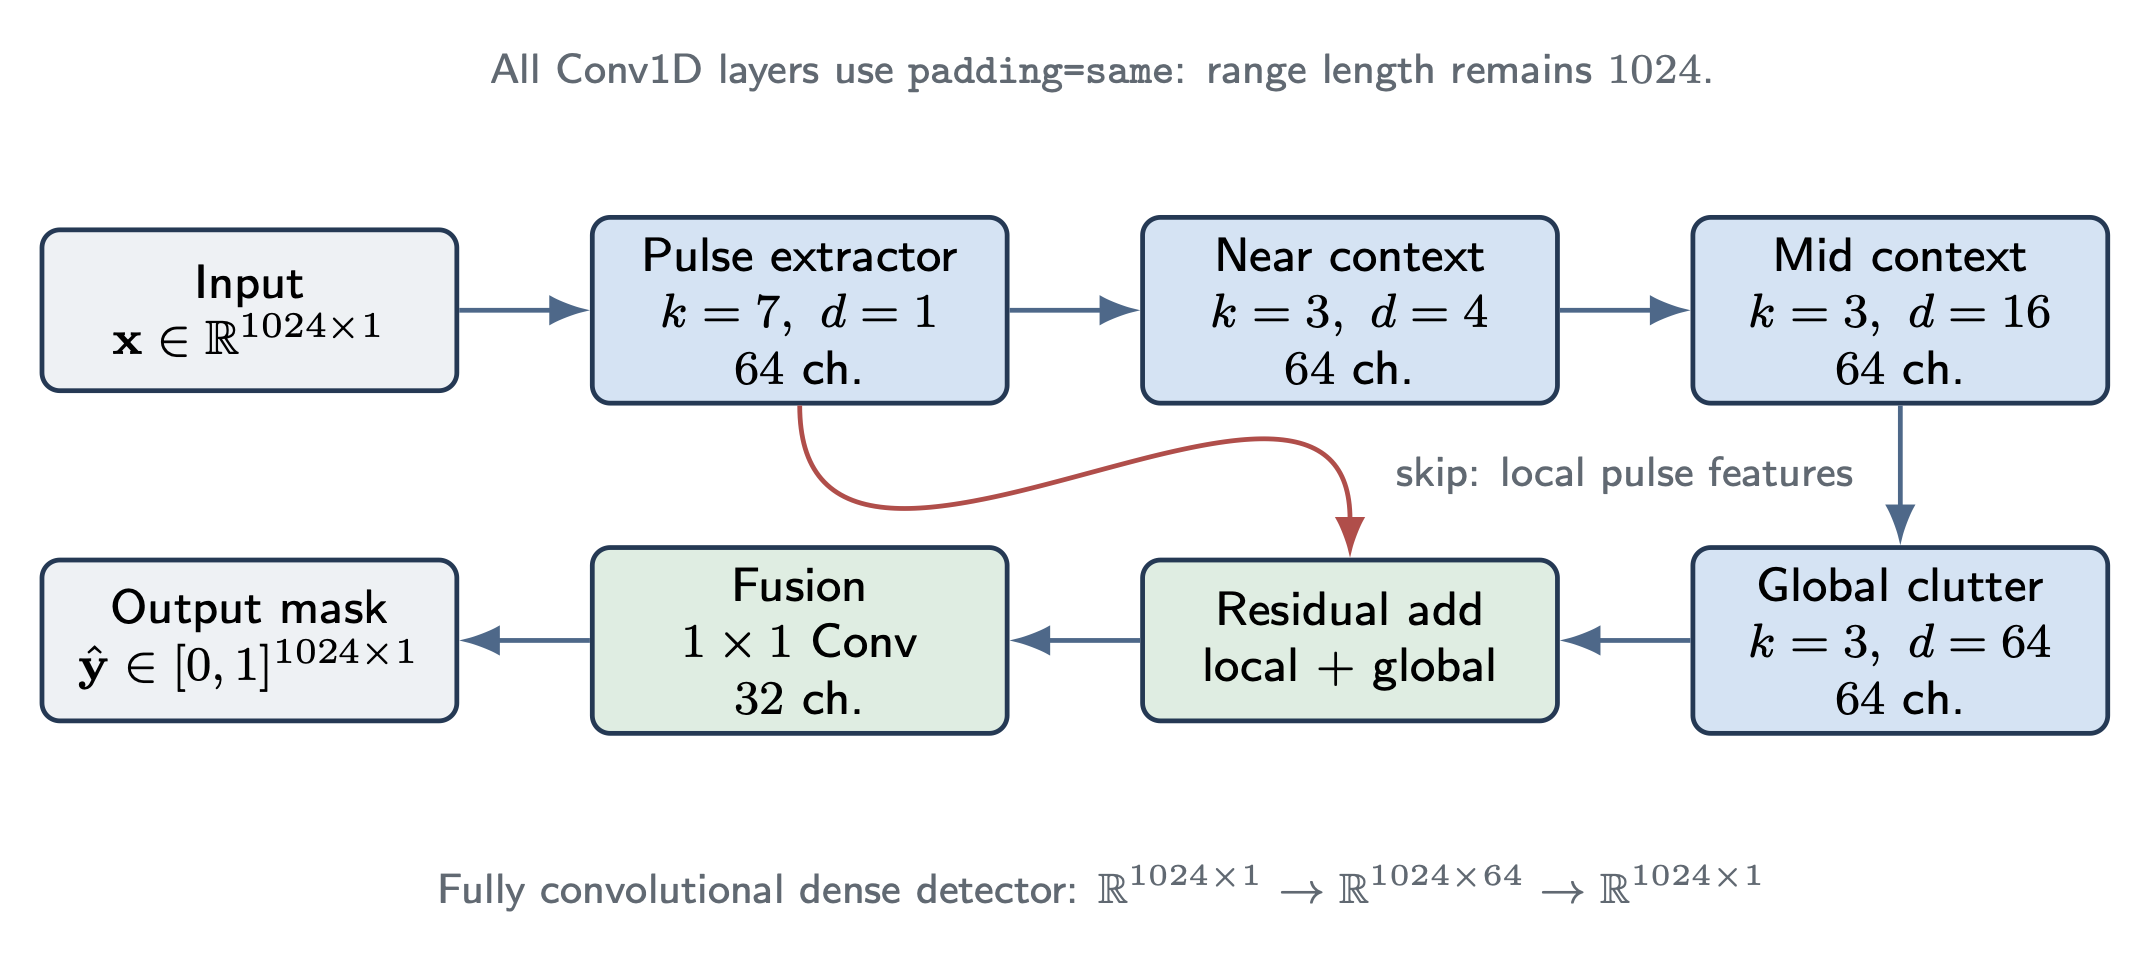 All Conv1D layers use padding=same: range length remains 1024.
Input
x ∈ ℝ^{1024×1}
Pulse extractor
k = 7, d = 1
64 ch.
Near context
k = 3, d = 4
64 ch.
Mid context
k = 3, d = 16
64 ch.
skip: local pulse features
Output mask
ŷ ∈ [0, 1]^{1024×1}
Fusion
1 × 1 Conv
32 ch.
Residual add
local + global
Global clutter
k = 3, d = 64
64 ch.
Fully convolutional dense detector: ℝ^{1024×1} → ℝ^{1024×64} → ℝ^{1024×1}